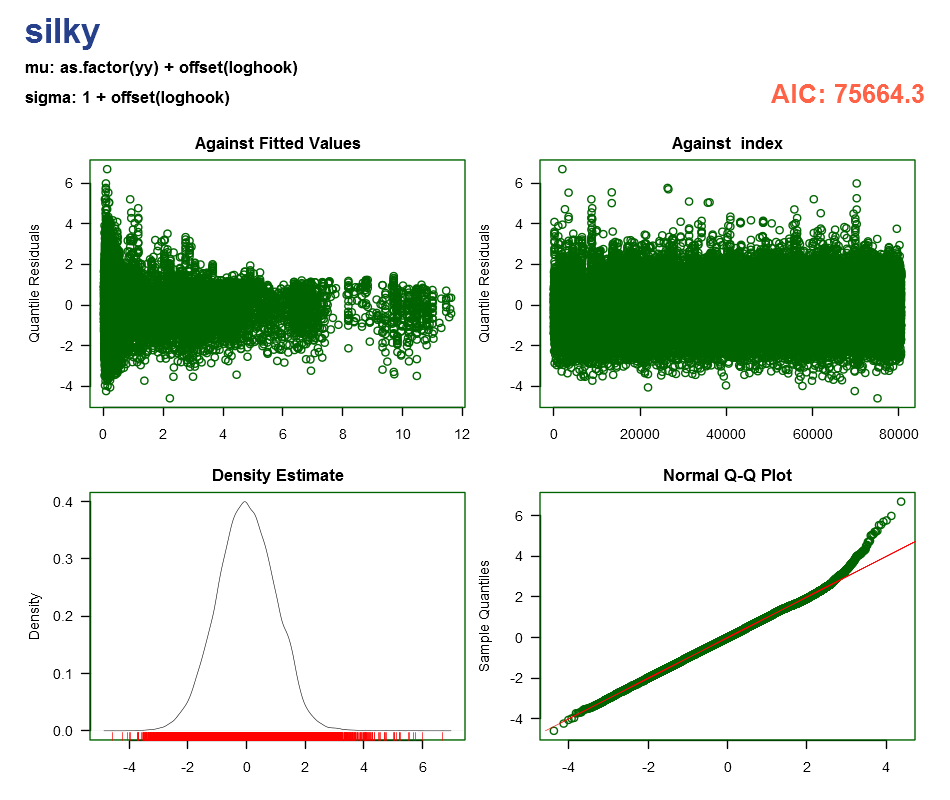 silky
mu: as.factor(yy) + offset(loghook)
sigma: 1 + offset(loghook)
AIC: 75664.3
Against Fitted Values
Quantile Residuals
6
4
2
0
-2
-4
0 2 4 6 8 10 12
Against  index
Quantile Residuals
6
4
2
0
-2
-4
0 20000 40000 60000 80000
Density Estimate
Density
0.4
0.3
0.2
0.1
0.0
-4 -2 0 2 4 6
Normal Q-Q Plot
Sample Quantiles
6
4
2
0
-2
-4
-4 -2 0 2 4